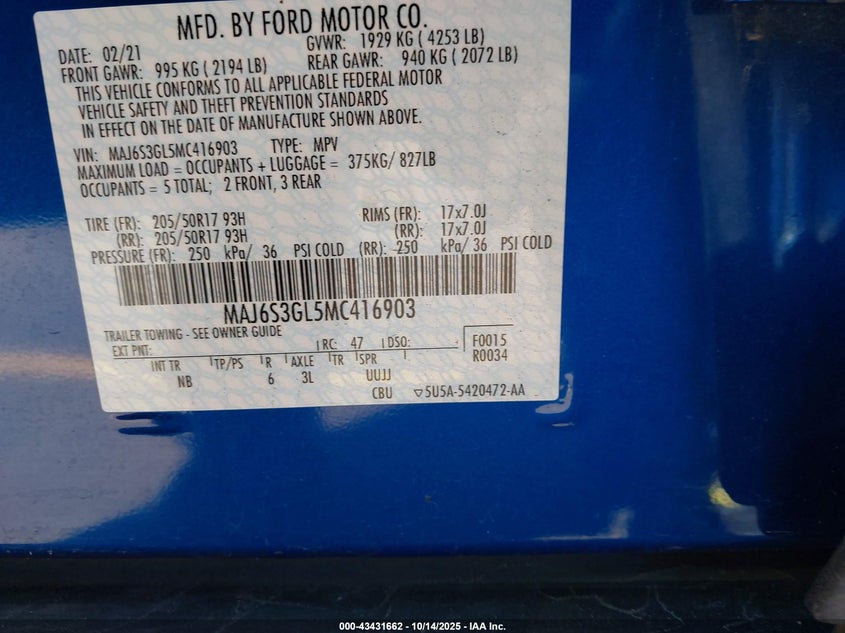 MFD. BY FORD MOTOR CO.
DATE: 02/21 GVWR: 1929 KG ( 4253 LB)
FRONT GAWR: 995 KG ( 2194 LB) REAR GAWR: 940 KG ( 2072 LB)
THIS VEHICLE CONFORMS TO ALL APPLICABLE FEDERAL MOTOR
VEHICLE SAFETY AND THEFT PREVENTION STANDARDS
IN EFFECT ON THE DATE OF MANUFACTURE SHOWN ABOVE.
VIN: MAJ6S3GL5MC416903 TYPE: MPV
MAXIMUM LOAD = OCCUPANTS + LUGGAGE = 375KG/ 827LB
OCCUPANTS = 5 TOTAL; 2 FRONT, 3 REAR
TIRE (FR): 205/50R17 93H RIMS (FR): 17x7.0J
(RR): 205/50R17 93H (RR): 17x7.0J
PRESSURE (FR): 250 kPa/ 36 PSI COLD (RR): 250 kPa/ 36 PSI COLD
MAJ6S3GL5MC416903
TRAILER TOWING - SEE OWNER GUIDE
EXT PNT: RC: 47 DSO: F0015
R0034
INT TR TP/PS R AXLE TR SPR
NB 6 3L UUJJ
CBU ▽5U5A-5420472-AA
000-43431662 - 10/14/2025 - IAA Inc.